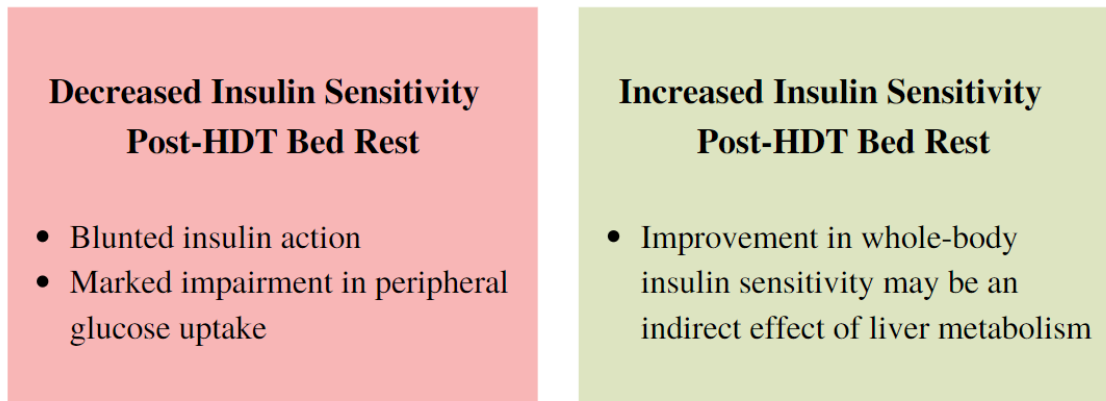 Decreased Insulin Sensitivity
Post-HDT Bed Rest
• Blunted insulin action
• Marked impairment in peripheral
glucose uptake
Increased Insulin Sensitivity
Post-HDT Bed Rest
• Improvement in whole-body
insulin sensitivity may be an
indirect effect of liver metabolism